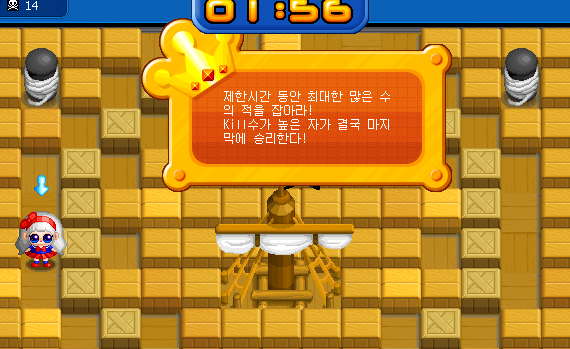 14
01:56
제한시간 동안 최대한 많은 수
의 적을 잡아라!
Kill수가 높은 자가 결국 마지
막에 승리한다!